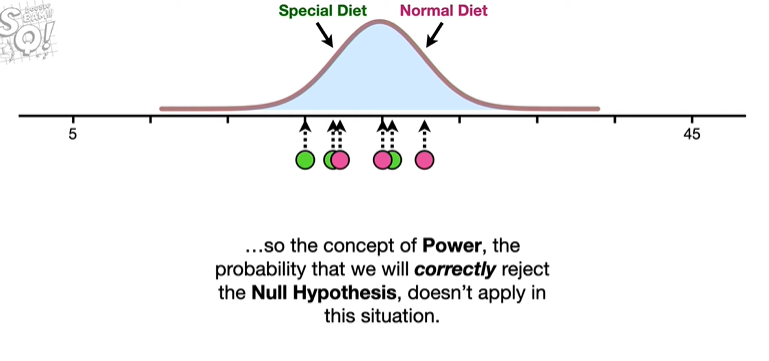 Special Diet
Normal Diet
5
45
…so the concept of Power, the
probability that we will correctly reject
the Null Hypothesis, doesn’t apply in
this situation.